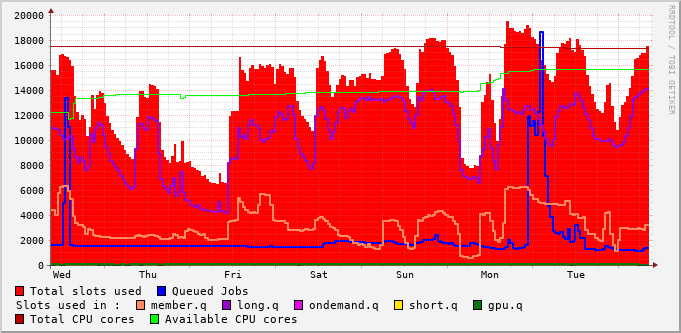 20000
18000
16000
14000
12000
10000
8000
6000
4000
2000
0
Wed Thu Fri Sat Sun Mon Tue
RRDTOOL / TOBI OETIKER
Total slots used Queued Jobs
Slots used in : member.q long.q ondemand.q short.q gpu.q
Total CPU cores Available CPU cores